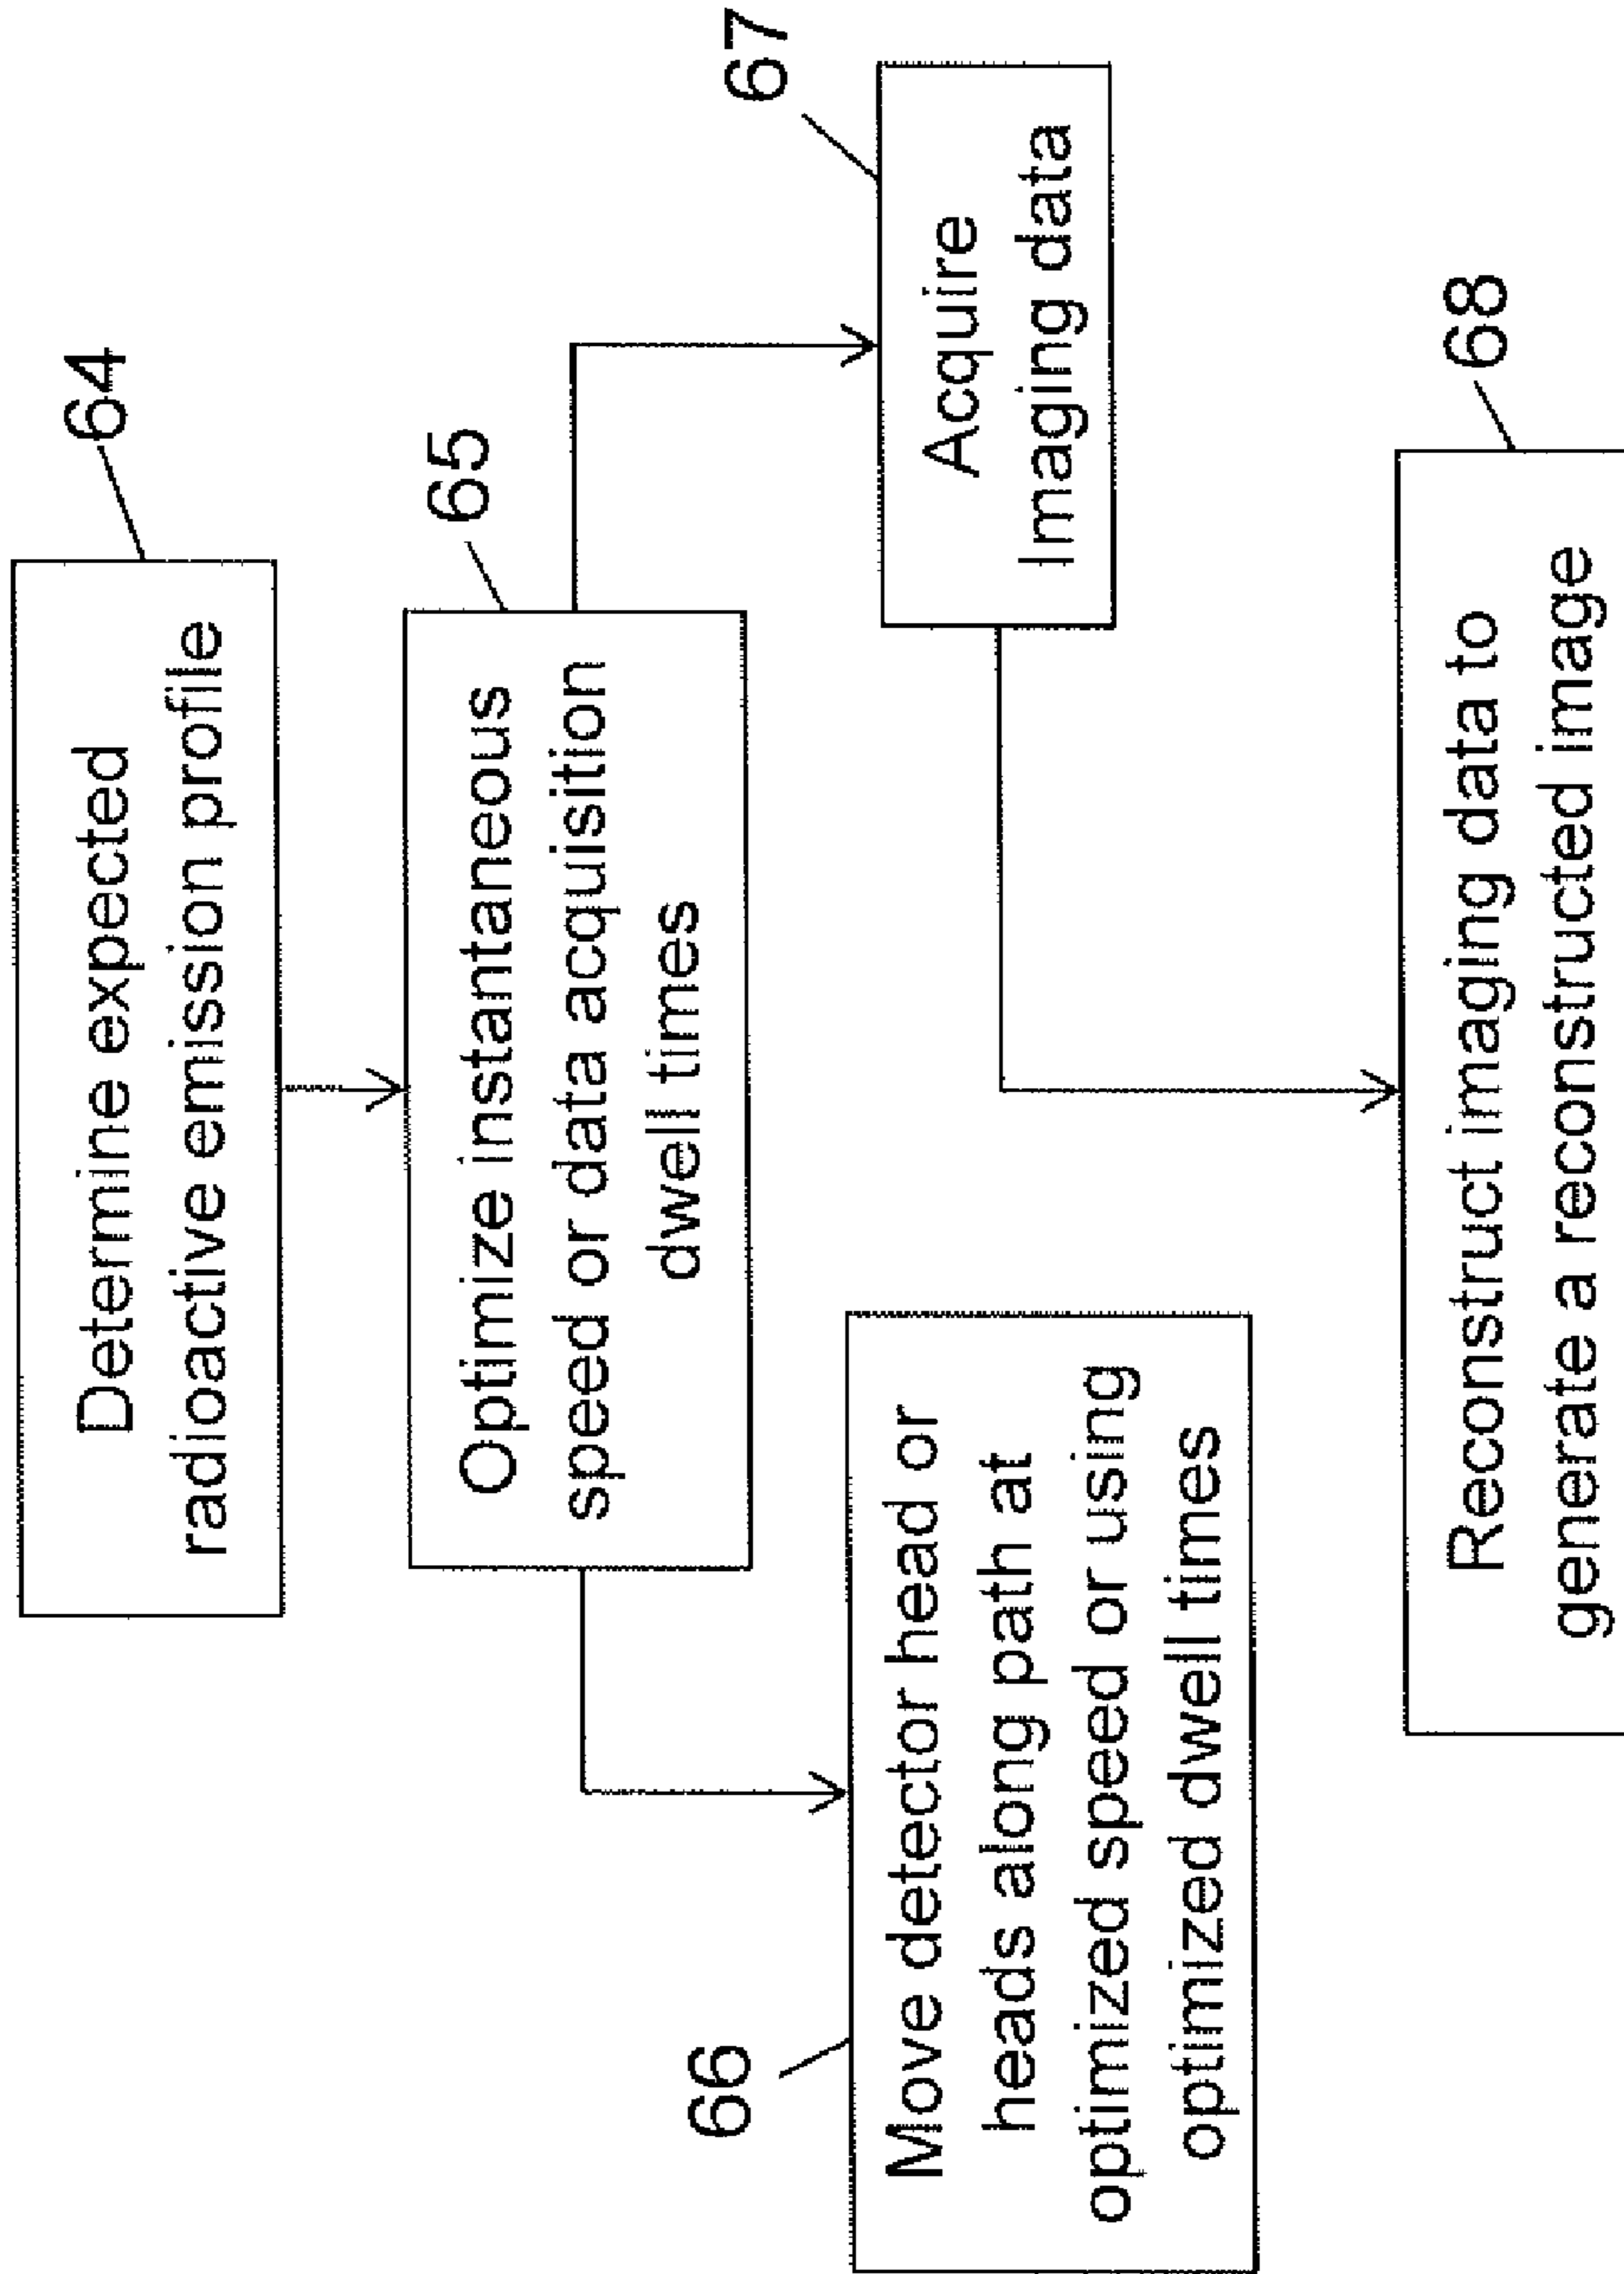 64
Determine expected
radioactive emission profile
65
Optimize instantaneous
speed or data acquisition
dwell times
66
Move detector head or
heads along path at
optimized speed or using
optimized dwell times
67
Acquire
Imaging data
68
Reconstruct imaging data to
generate a reconstructed image